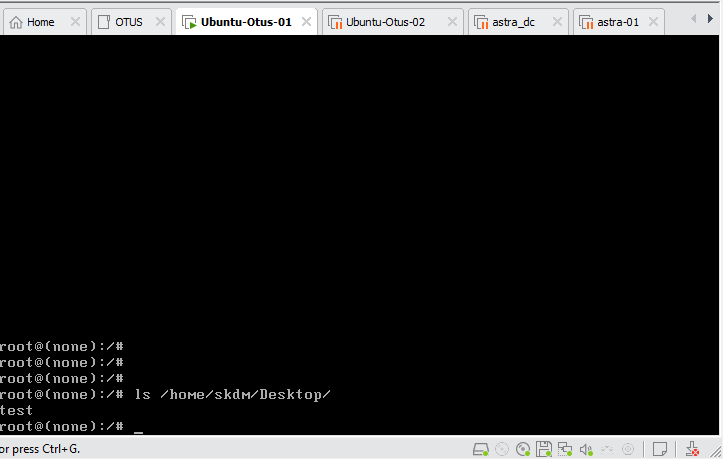 Home OTUS Ubuntu-Otus-01 Ubuntu-Otus-02 astra_dc astra-01
root@(none):/#
root@(none):/#
root@(none):/#
root@(none):/# ls /home/skdm/Desktop/
test
root@(none):/# _
or press Ctrl+G.